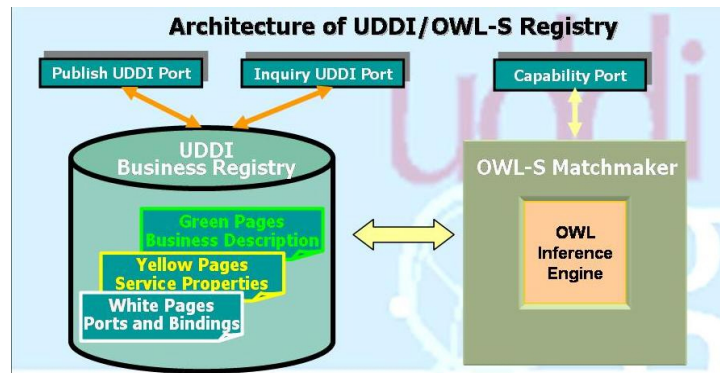 Architecture of UDDI/OWL-S Registry
Publish UDDI Port
Inquiry UDDI Port
Capability Port
UDDI
Business Registry
OWL-S Matchmaker
Green Pages
Business Description
Yellow Pages
Service Properties
White Pages
Ports and Bindings
OWL
Inference
Engine
uddi